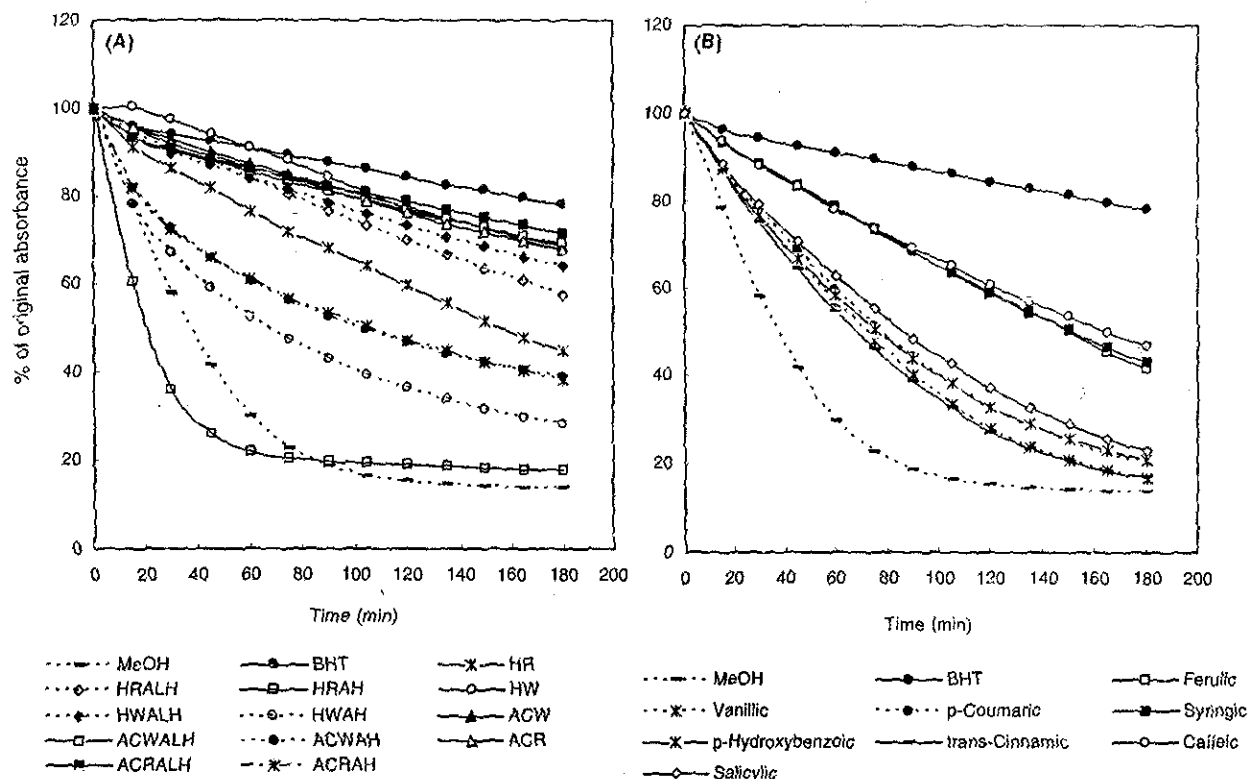 (A)
120
100
80
60
40
20
0
% of original absorbance
0 20 40 60 80 100 120 140 160 180 200
Time (min)
MeOH BHT HR
HRALH HRAH HW
HWALH HWAH ACW
ACWALH ACWAH ACR
ACRALH ACRAH
(B)
120
100
80
60
40
20
0
0 20 40 60 80 100 120 140 160 180 200
Time (min)
MeOH BHT Ferulic
Vanillic p-Coumaric Syringic
p-Hydroxybenzoic trans-Cinnamic Caffeic
Salicylic